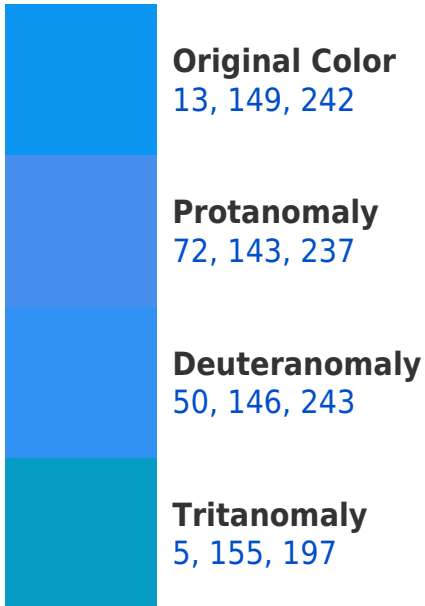 Original Color
13, 149, 242
Protanomaly
72, 143, 237
Deuteranomaly
50, 146, 243
Tritanomaly
5, 155, 197